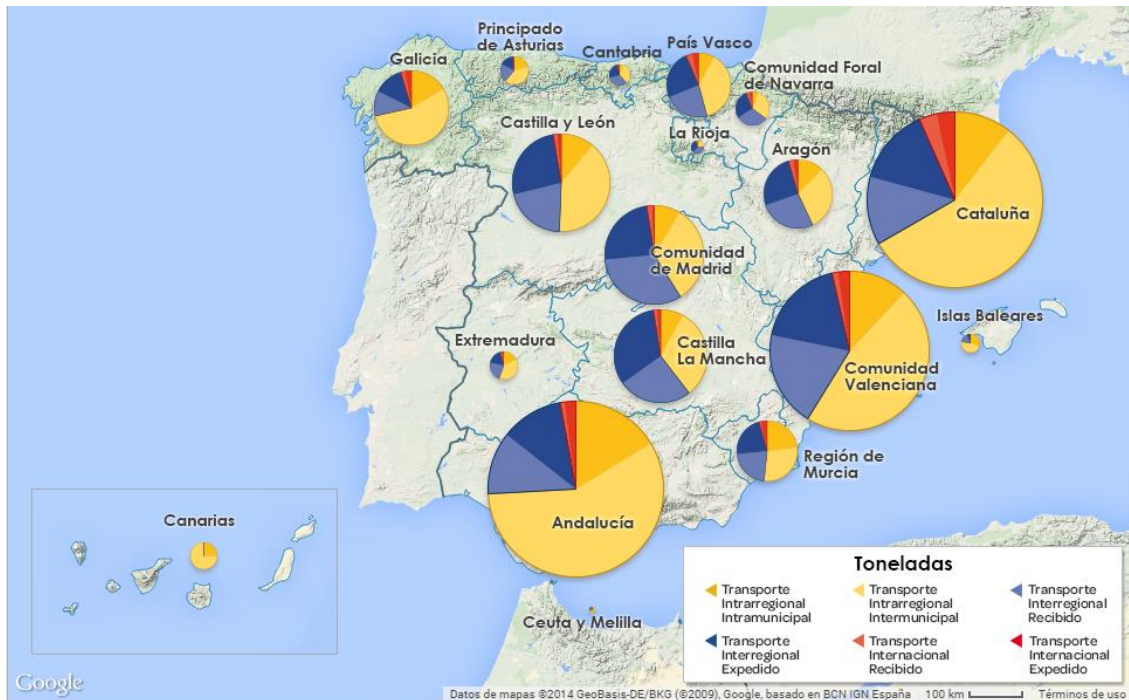 Principado
de Asturias
Cantabria
País Vasco
Galicia
Comunidad Foral
de Navarra
Castilla y León
La Rioja
Aragón
Cataluña
Comunidad
de Madrid
Islas Baleares
Extremadura
Castilla
La Mancha
Comunidad
Valenciana
Región de
Murcia
Canarias
Andalucía
Ceuta y Melilla
Toneladas
Transporte
Intrarregional
Intramunicipal
Transporte
Intrarregional
Intermunicipal
Transporte
Interregional
Recibido
Transporte
Interregional
Expedido
Transporte
Internacional
Recibido
Transporte
Internacional
Expedido
Google
Datos de mapas ©2014 GeoBasis-DE/BKG (©2009), Google, basado en BCN IGN España 100 km Términos de uso